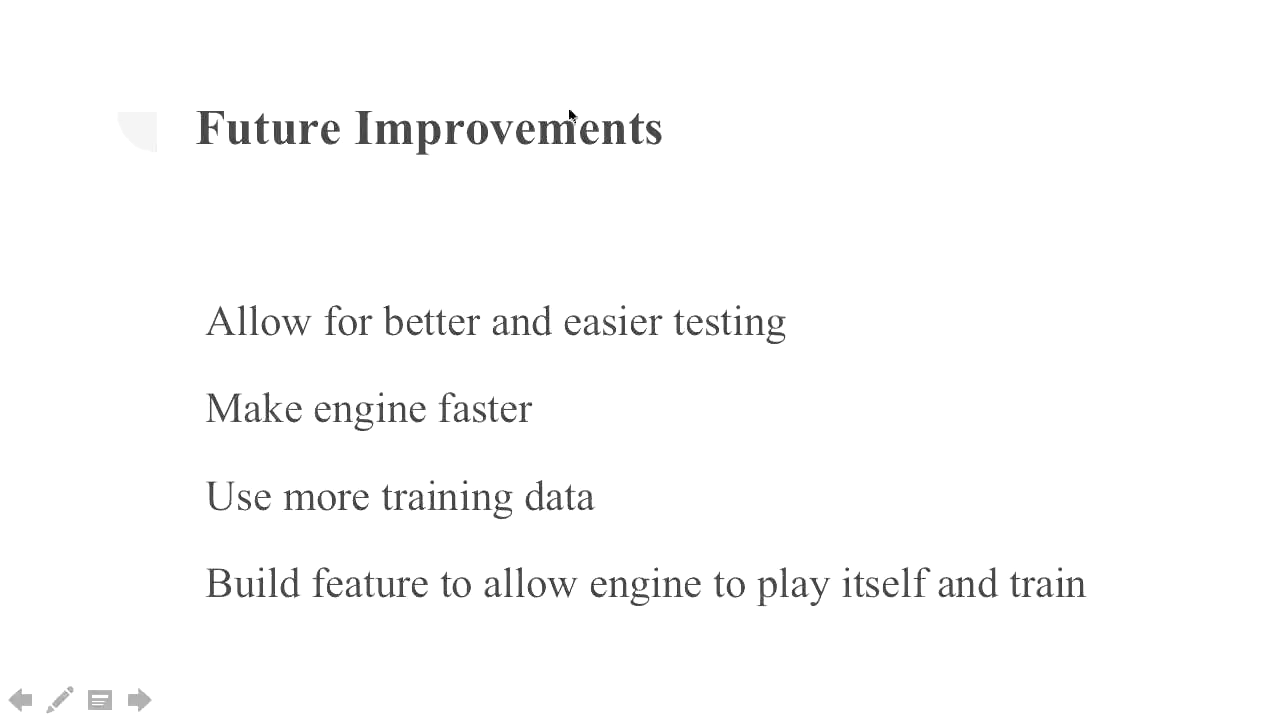 Future Improvements
Allow for better and easier testing
Make engine faster
Use more training data
Build feature to allow engine to play itself and train